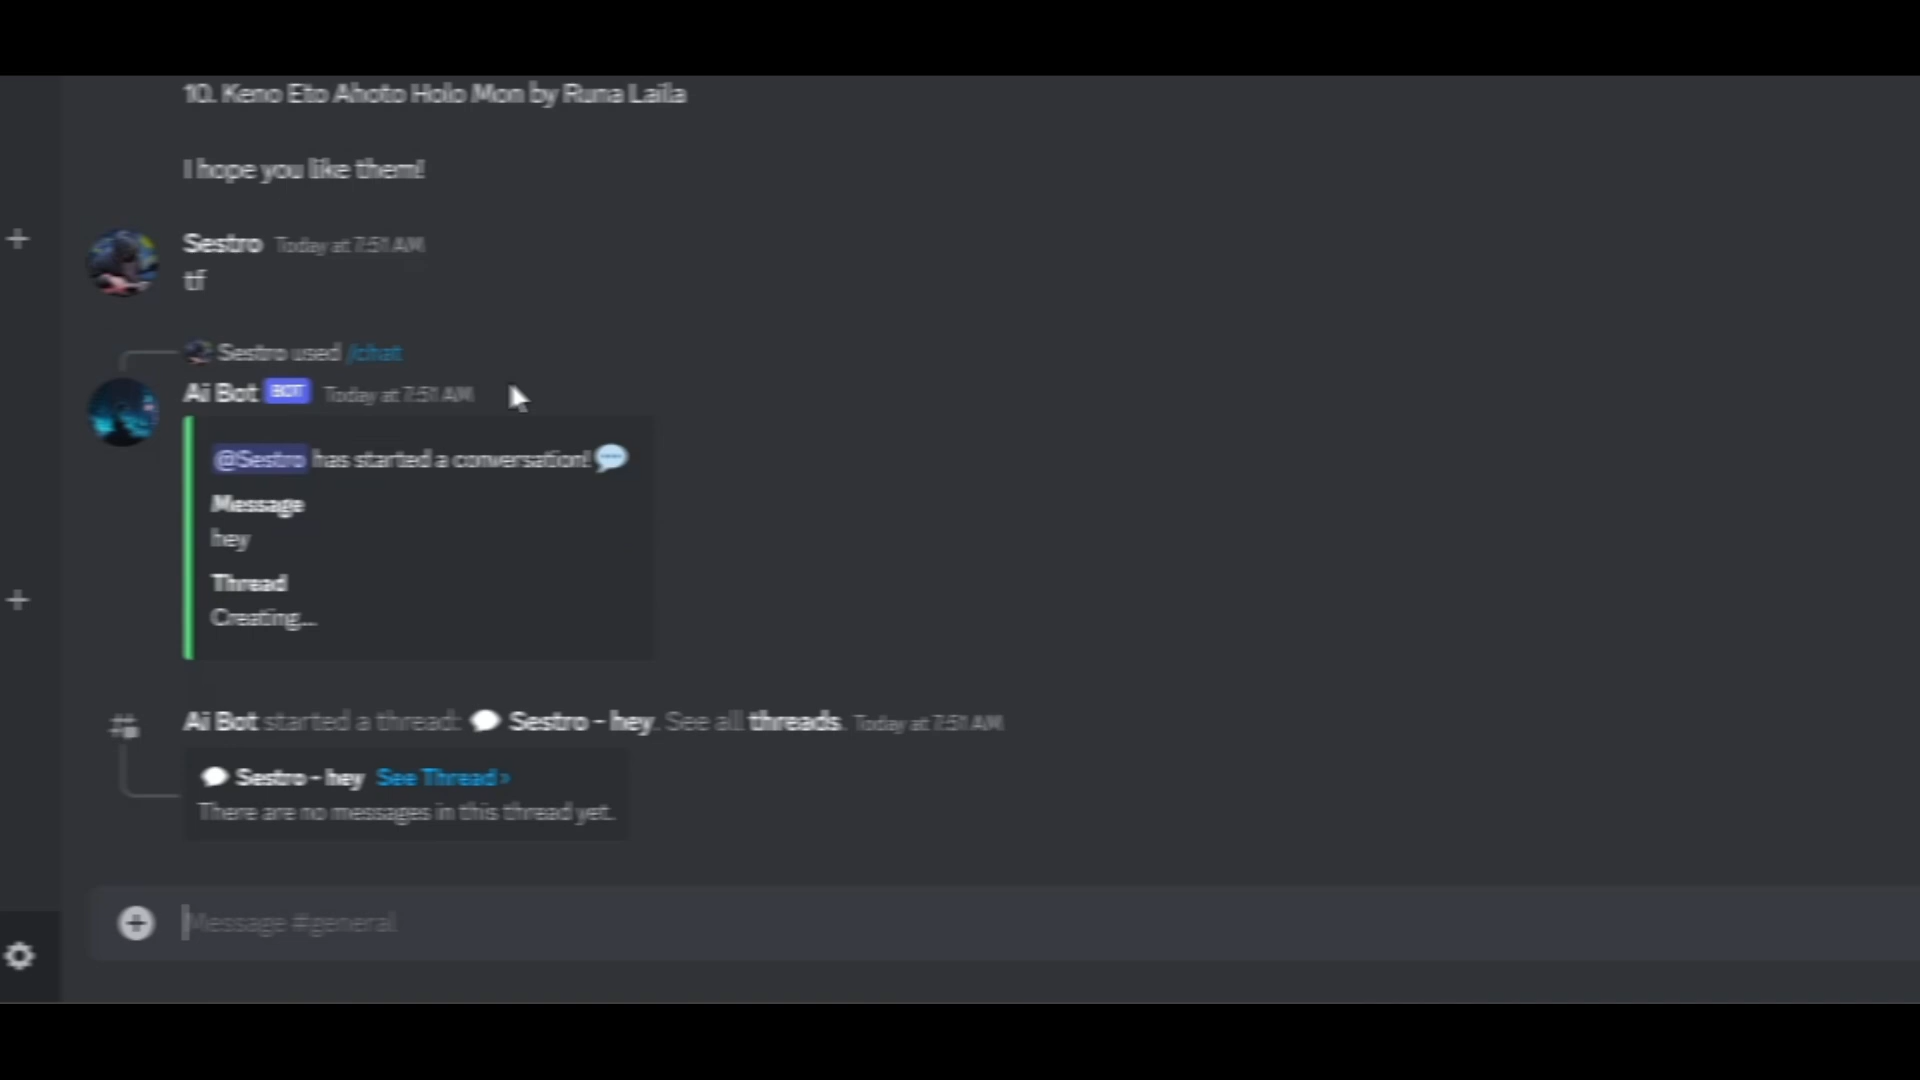 10. Keno Eto Ahoto Holo Mon by Runa Laila
I hope you like them!
Sestro Today at 7:51 AM
tf
Sestro used /chat
Ai Bot BOT Today at 7:51 AM
@Sestro has started a conversation!
Message
hey
Thread
Creating...
Ai Bot started a thread: Sestro - hey. See all threads. Today at 7:51 AM
Sestro - hey See Thread ›
There are no messages in this thread yet.
Message #general